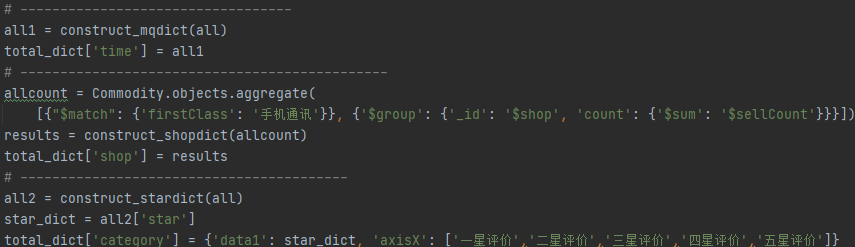 # ---------------------------------
all1 = construct_mqdict(all)
total_dict['time'] = all1
# ---------------------------------------------
allcount = Commodity.objects.aggregate(
    [{"$match": {'firstClass': '手机通讯'}}, {'$group': {'_id': '$shop', 'count': {'$sum': '$sellCount'}}}])
results = construct_shopdict(allcount)
total_dict['shop'] = results
# ----------------------------------------
all2 = construct_stardict(all)
star_dict = all2['star']
total_dict['category'] = {'data1': star_dict, 'axisX': ['一星评价','二星评价','三星评价','四星评价','五星评价']}